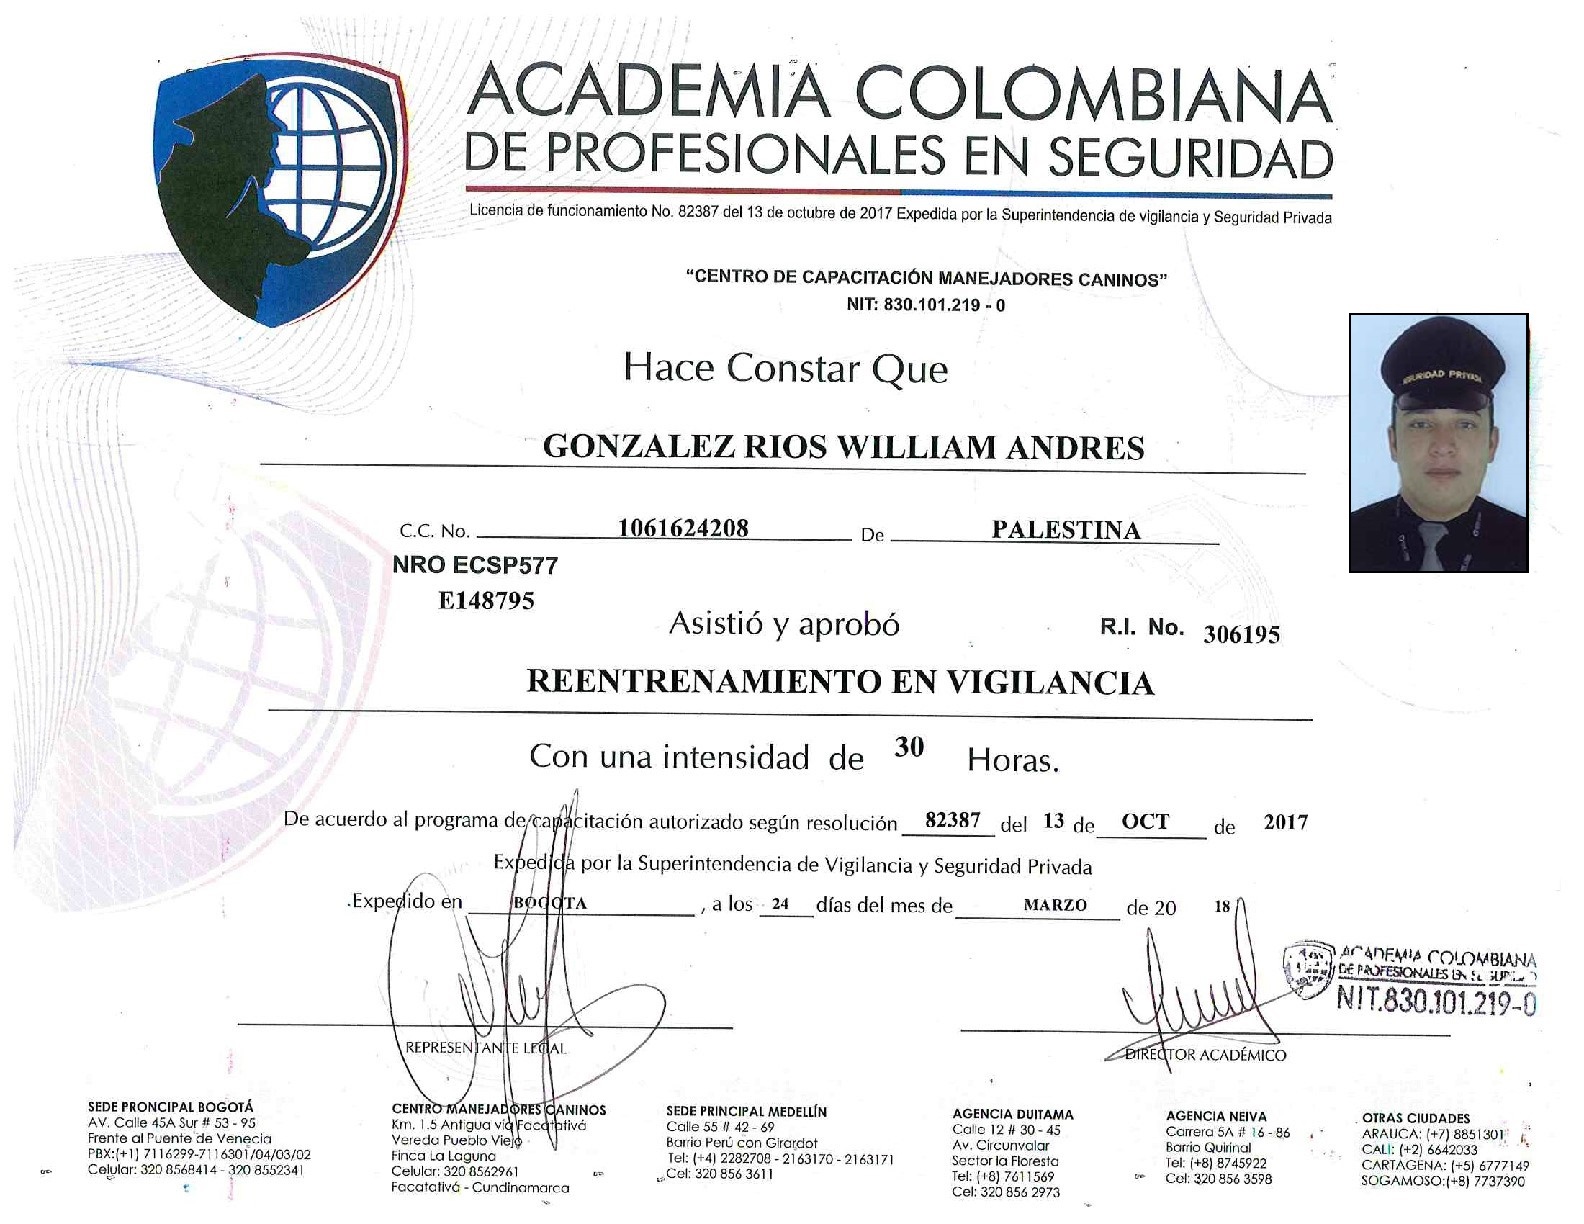 ACADEMIA COLOMBIANA
DE PROFESIONALES EN SEGURIDAD
Licencia de funcionamiento No. 82387 del 13 de octubre de 2017 Expedida por la Superintendencia de vigilancia y Seguridad Privada
“CENTRO DE CAPACITACIÓN MANEJADORES CANINOS”
NIT: 830.101.219 - 0
Hace Constar Que
SEGURIDAD PRIVADA
GONZALEZ RIOS WILLIAM ANDRES
C.C. No. 1061624208 De PALESTINA
NRO ECSP577
E148795
Asistió y aprobó R.I. No. 306195
REENTRENAMIENTO EN VIGILANCIA
Con una intensidad de 30 Horas.
De acuerdo al programa de capacitación autorizado según resolución 82387 del 13 de OCT de 2017
Expedida por la Superintendencia de Vigilancia y Seguridad Privada
Expedido en BOGOTA, a los 24 días del mes de MARZO de 20 18
ACADEMIA COLOMBIANA
DE PROFESIONALES EN
NIT.830.101.219-0
REPRESENTANTE LEGAL
DIRECTOR ACADÉMICO
SEDE PRONCIPAL BOGOTÁ
AV. Calle 45A Sur # 53 - 95
Frente al Puente de Venecia
PBX:(+1) 7116299-7116301/04/03/02
Celular: 320 8568414 - 320 8552341
CENTRO MANEJADORES CANINOS
Km. 1.5 Antigua vía Facatativá
Vereda Pueblo Viejo
Finca La Laguna
Celular: 320 8562961
Facatativá - Cundinamarca
SEDE PRINCIPAL MEDELLÍN
Calle 55 # 42 - 69
Barrio Perú con Girardot
Tel: (+4) 2282708 - 2163170 - 2163171
Cel: 320 856 3611
AGENCIA DUITAMA
Calle 12 # 30 - 45
Av. Circunvalar
Sector la Floresta
Tel: (+8) 7611569
Cel: 320 856 2973
AGENCIA NEIVA
Carrera 5A # 16 - 86
Barrio Quirinal
Tel: (+8) 8745922
Cel: 320 856 3598
OTRAS CIUDADES
ARAUCA: (+7) 8851301
CALI: (+2) 6642033
CARTAGENA: (+5) 6777149
SOGAMOSO:(+8) 7737390